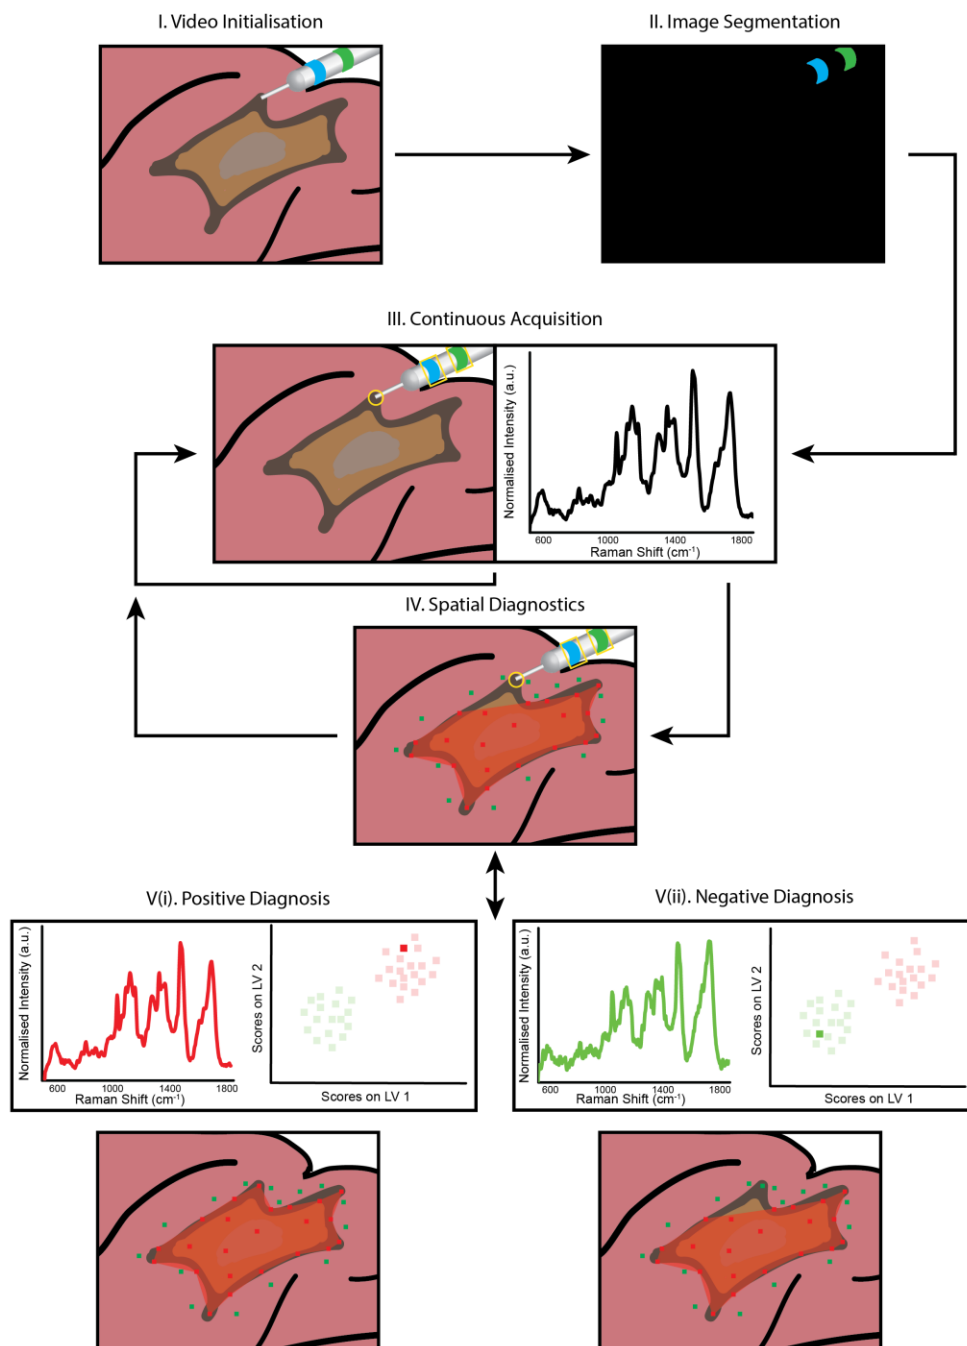 I. Video Initialisation
II. Image Segmentation
III. Continuous Acquisition
Normalised Intensity (a.u.)
600 1000 1400 1800
Raman Shift (cm⁻¹)
IV. Spatial Diagnostics
V(i). Positive Diagnosis
Normalised Intensity (a.u.)
600 1000 1400 1800
Raman Shift (cm⁻¹)
Scores on LV 2
Scores on LV 1
V(ii). Negative Diagnosis
Normalised Intensity (a.u.)
600 1000 1400 1800
Raman Shift (cm⁻¹)
Scores on LV 2
Scores on LV 1